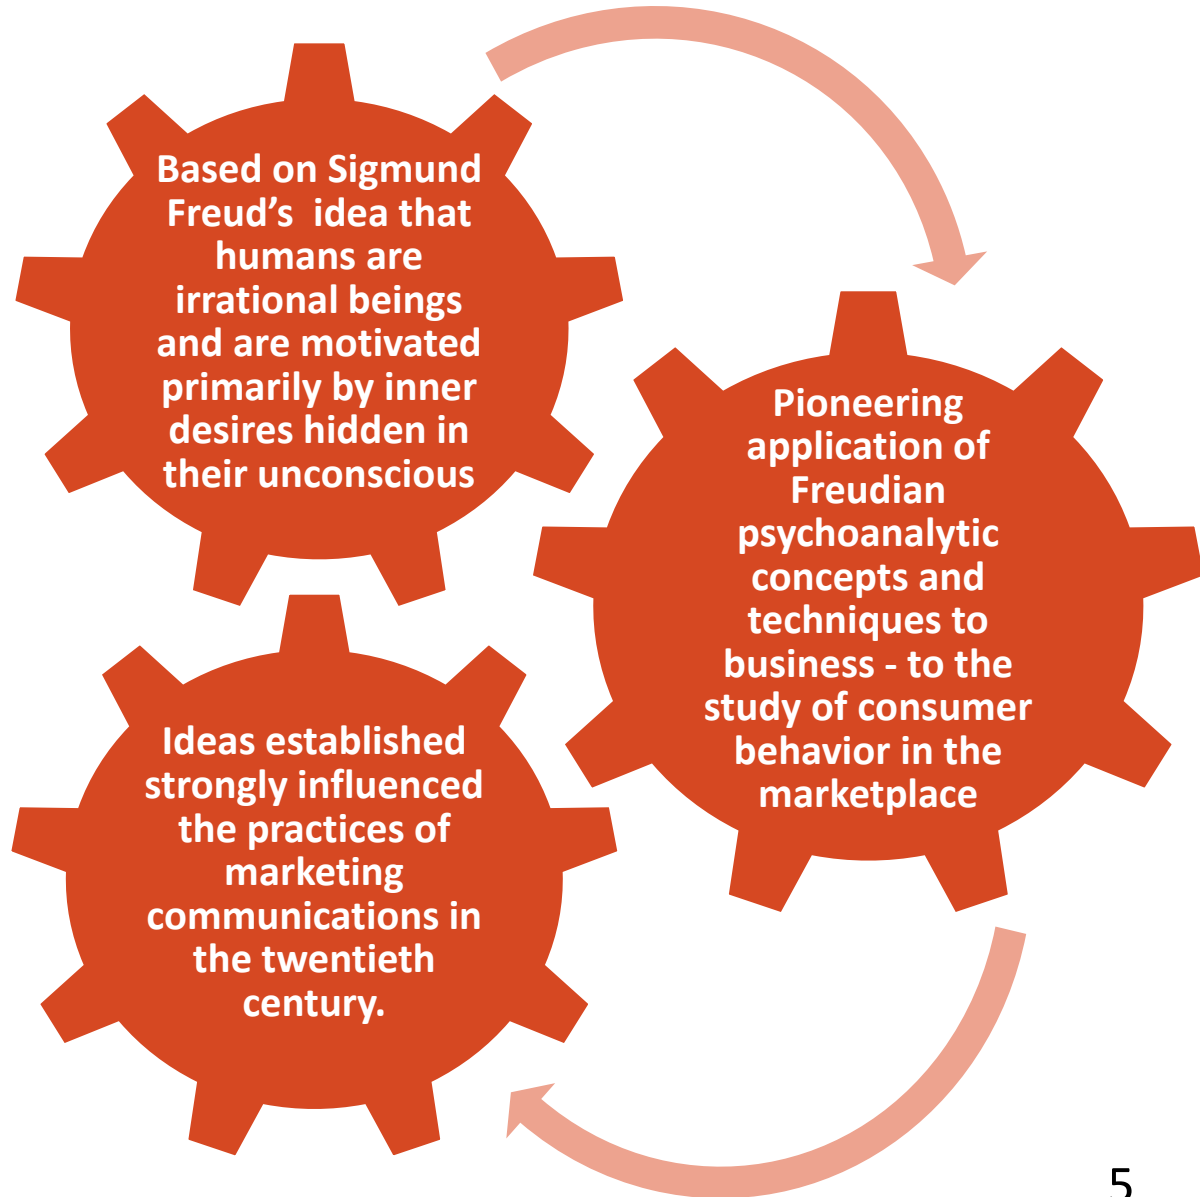 Based on Sigmund
Freud’s  idea that
humans are
irrational beings
and are motivated
primarily by inner
desires hidden in
their unconscious
Pioneering
application of
Freudian
psychoanalytic
concepts and
techniques to
business - to the
study of consumer
behavior in the
marketplace
Ideas established
strongly influenced
the practices of
marketing
communications in
the twentieth
century.
5